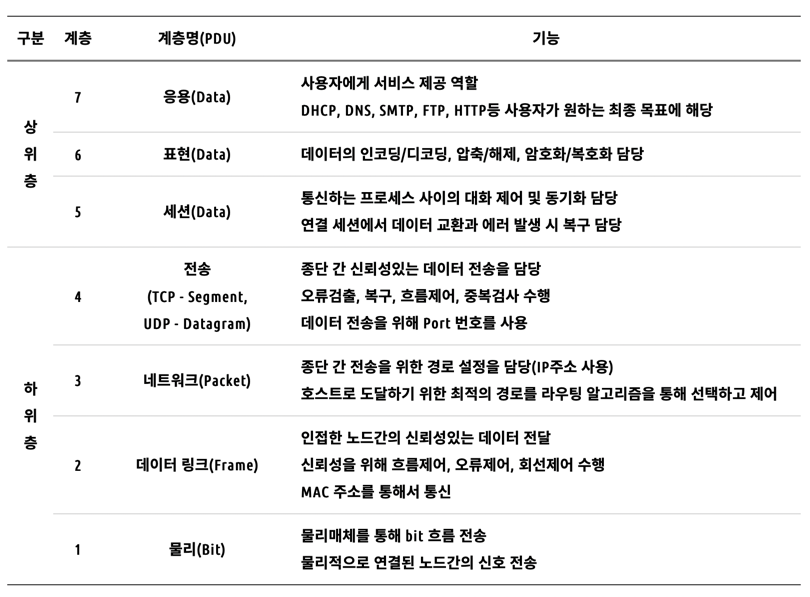 구분 계층 계층명(PDU) 기능
상
위
층
7 응용(Data)
사용자에게 서비스 제공 역할
DHCP, DNS, SMTP, FTP, HTTP등 사용자가 원하는 최종 목표에 해당
6 표현(Data) 데이터의 인코딩/디코딩, 압축/해제, 암호화/복호화 담당
5 세션(Data)
통신하는 프로세스 사이의 대화 제어 및 동기화 담당
연결 세션에서 데이터 교환과 에러 발생 시 복구 담당
하
위
층
4
전송
(TCP - Segment,
UDP - Datagram)
종단 간 신뢰성있는 데이터 전송을 담당
오류검출, 복구, 흐름제어, 중복검사 수행
데이터 전송을 위해 Port 번호를 사용
3 네트워크(Packet)
종단 간 전송을 위한 경로 설정을 담당(IP주소 사용)
호스트로 도달하기 위한 최적의 경로를 라우팅 알고리즘을 통해 선택하고 제어
2 데이터 링크(Frame)
인접한 노드간의 신뢰성있는 데이터 전달
신뢰성을 위해 흐름제어, 오류제어, 회선제어 수행
MAC 주소를 통해서 통신
1 물리(Bit)
물리매체를 통해 bit 흐름 전송
물리적으로 연결된 노드간의 신호 전송